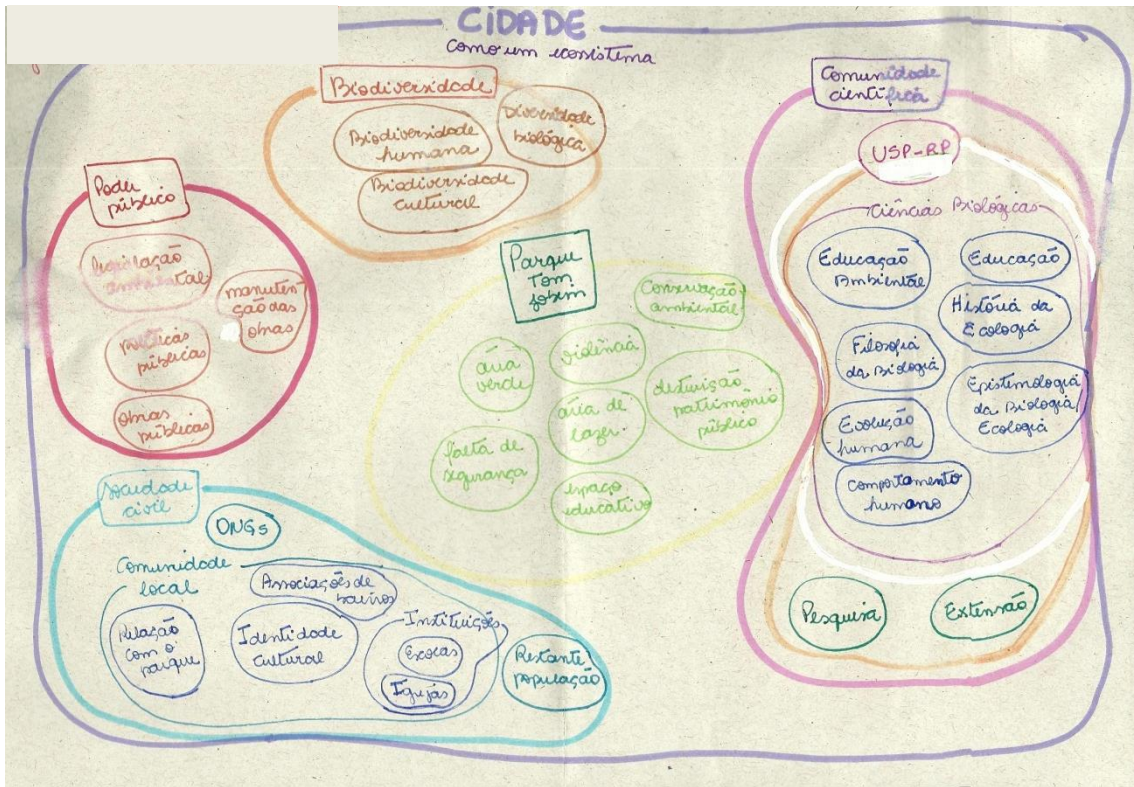 CIDADE
Como um ecossistema
Biodiversidade
Biodiversidade
humana
Diversidade
biológica
Biodiversidade
cultural
Comunidade
científica
USP-RP
Ciências Biológicas
Educação
Ambiental
Educação
História da
Ecologia
Filosofia
da Biologia
Epistemologia
da Biologia/
Ecologia
Evolução
humana
Comportamento
humano
Pesquisa
Extensão
Poder
público
legislação
ambiental
manuten-
ção das
obras
políticas
públicas
obras
públicas
Parque
Tom
Jobim
Conservação
ambiental
área
verde
violência
destruição
patrimônio
público
área de
lazer
falta de
segurança
espaço
educativo
Sociedade
civil
ONGs
Comunidade
local
Associações de
bairros
Relação
com o
parque
Identidade
cultural
Instituições
Escolas
Igrejas
Restante
população